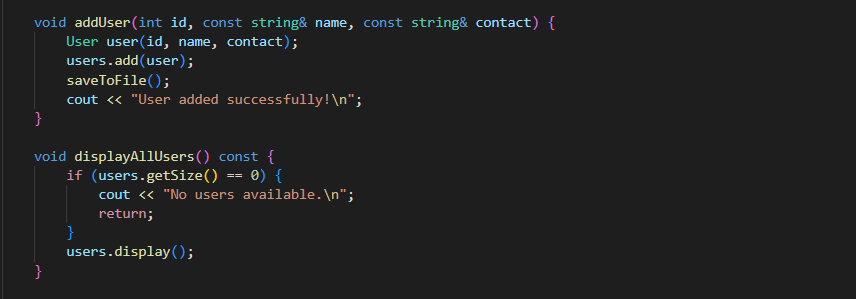 void addUser(int id, const string& name, const string& contact) {
    User user(id, name, contact);
    users.add(user);
    saveToFile();
    cout << "User added successfully!\n";
}
void displayAllUsers() const {
    if (users.getSize() == 0) {
        cout << "No users available.\n";
        return;
    }
    users.display();
}